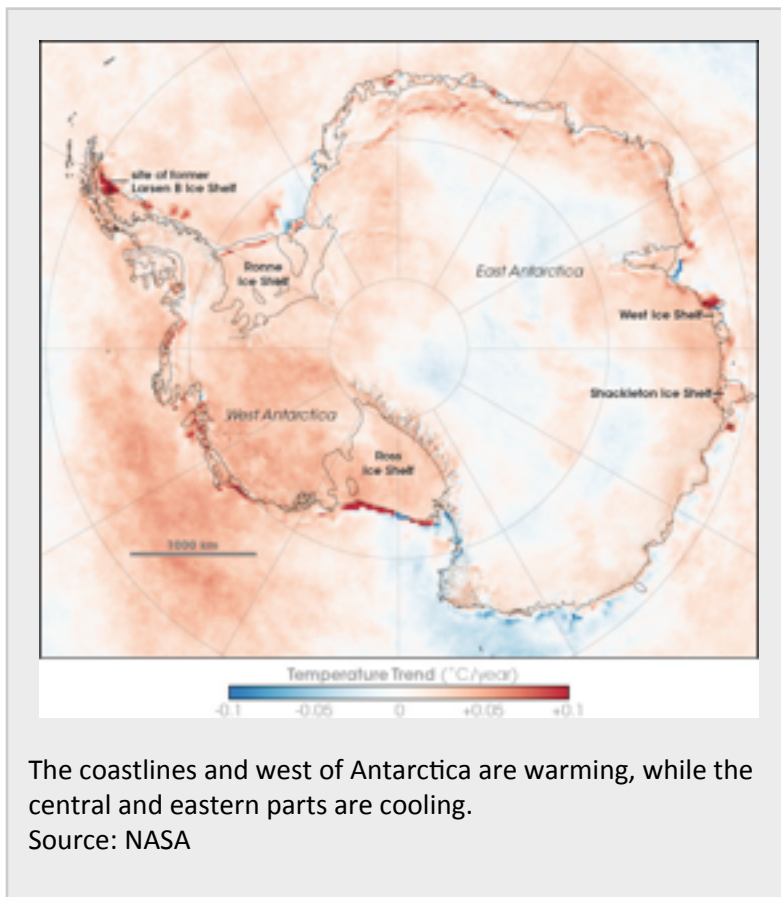 site of former
Larsen B Ice Shelf
Ronne
Ice Shelf
East Antarctica
West Ice Shelf
Shackleton Ice Shelf
West Antarctica
Ross
Ice Shelf
1000 km
Temperature Trend (°C/year)
-0.1 -0.05 0 +0.05 +0.1
The coastlines and west of Antarctica are warming, while the
central and eastern parts are cooling.
Source: NASA